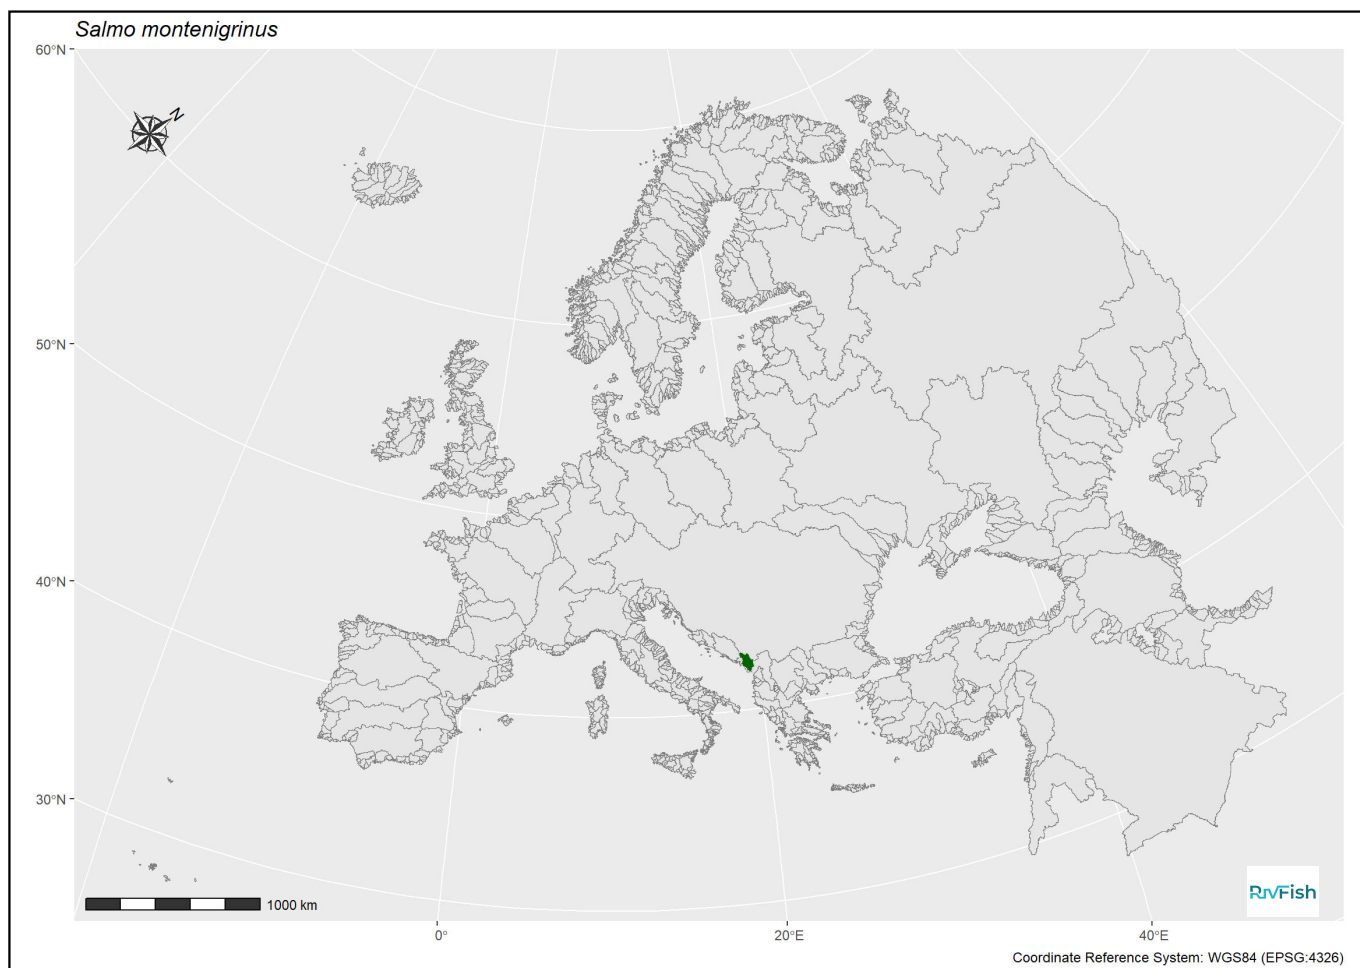 Salmo montenigrinus
60°N
N
50°N
40°N
30°N
1000 km
RivFish
0°
20°E
40°E
Coordinate Reference System: WGS84 (EPSG:4326)